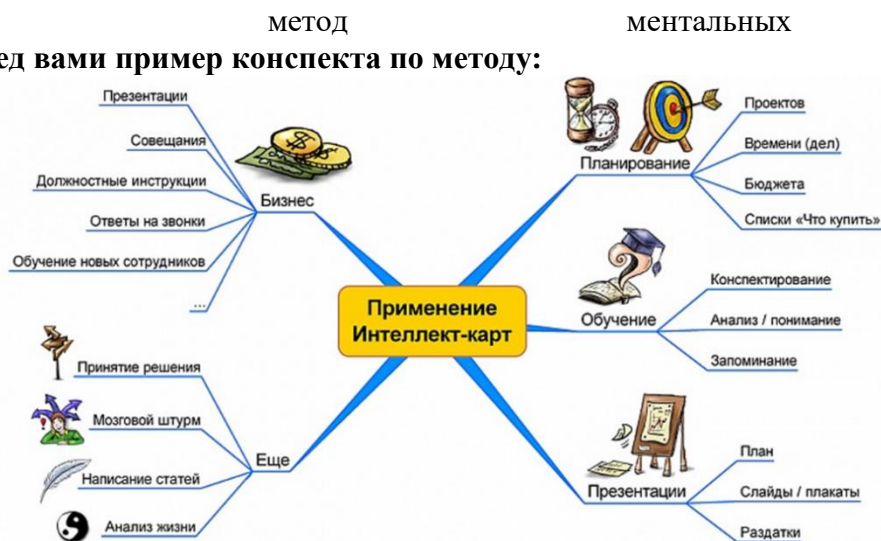 метод ментальных
ед вами пример конспекта по методу:
Презентации
Совещания
Должностные инструкции
Ответы на звонки
Обучение новых сотрудников
...
Бизнес
Планирование
Проектов
Времени (дел)
Бюджета
Списки «Что купить»
Применение
Интеллект-карт
Обучение
Конспектирование
Анализ / понимание
Запоминание
Принятие решения
Мозговой штурм
Написание статей
Анализ жизни
Еще
Презентации
План
Слайды / плакаты
Раздатки